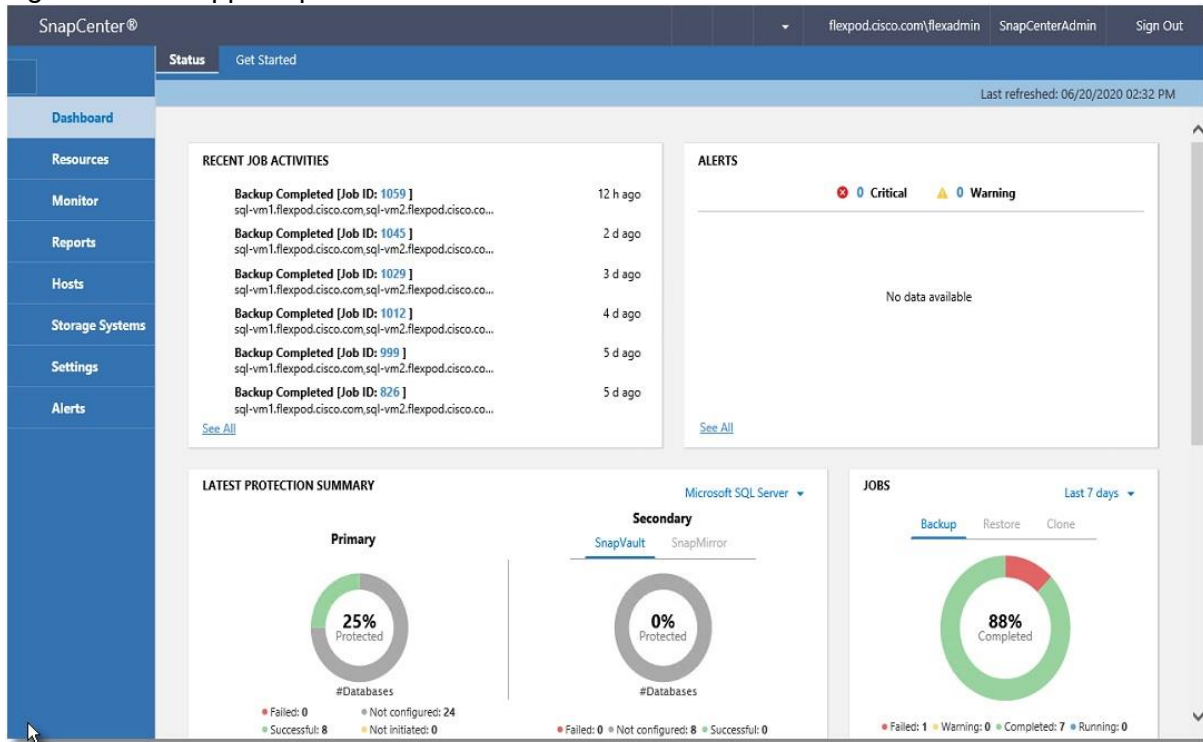 SnapCenter®
flexpod.cisco.com\flexadmin SnapCenterAdmin Sign Out
Status Get Started
Last refreshed: 06/20/2020 02:32 PM
Dashboard
Resources
Monitor
Reports
Hosts
Storage Systems
Settings
Alerts
RECENT JOB ACTIVITIES
Backup Completed [Job ID: 1059 ] 12 h ago
sql-vm1.flexpod.cisco.com,sql-vm2.flexpod.cisco.co...
Backup Completed [Job ID: 1045 ] 2 d ago
sql-vm1.flexpod.cisco.com,sql-vm2.flexpod.cisco.co...
Backup Completed [Job ID: 1029 ] 3 d ago
sql-vm1.flexpod.cisco.com,sql-vm2.flexpod.cisco.co...
Backup Completed [Job ID: 1012 ] 4 d ago
sql-vm1.flexpod.cisco.com,sql-vm2.flexpod.cisco.co...
Backup Completed [Job ID: 999 ] 5 d ago
sql-vm1.flexpod.cisco.com,sql-vm2.flexpod.cisco.co...
Backup Completed [Job ID: 826 ] 5 d ago
sql-vm1.flexpod.cisco.com,sql-vm2.flexpod.cisco.co...
See All
ALERTS
0 Critical 0 Warning
No data available
See All
LATEST PROTECTION SUMMARY
Microsoft SQL Server
Primary
25%
Protected
#Databases
Failed: 0 Not configured: 24
Successful: 8 Not initiated: 0
Secondary
SnapVault SnapMirror
0%
Protected
#Databases
Failed: 0 Not configured: 8 Successful: 0
JOBS
Last 7 days
Backup Restore Clone
88%
Completed
Failed: 1 Warning: 0 Completed: 7 Running: 0